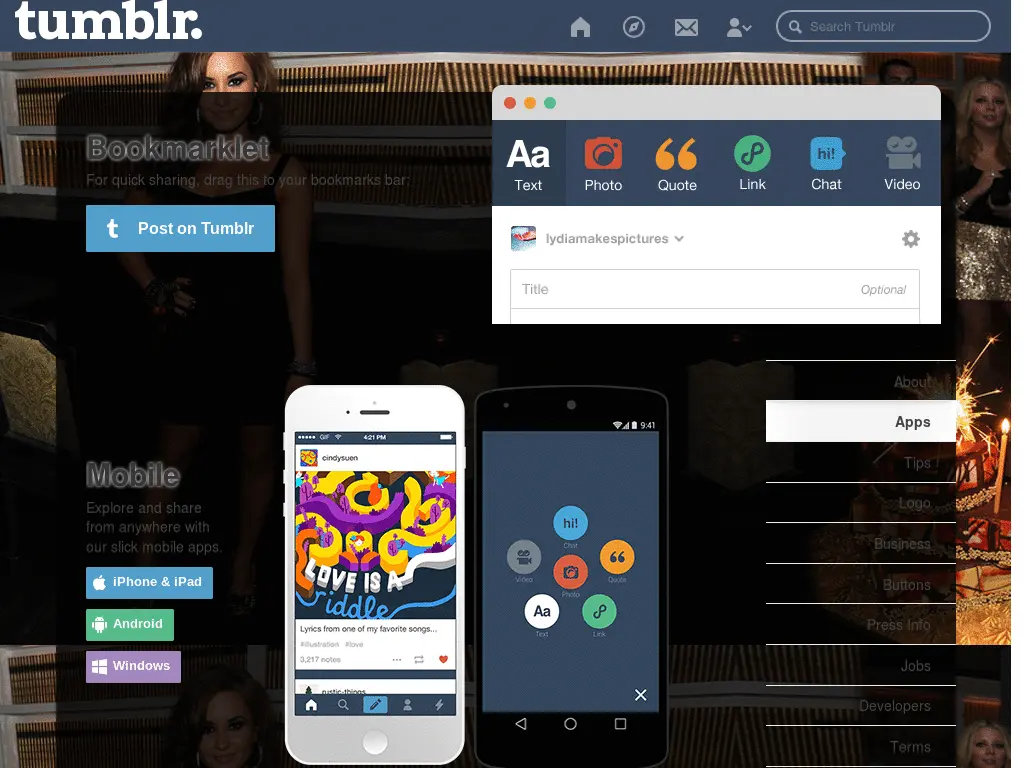 tumblr.
Search Tumblr
Bookmarklet
For quick sharing, drag this to your bookmarks bar:
Post on Tumblr
Aa
hi!
Text
Photo
Quote
Link
Chat
Video
lydiamakespictures
Title
Optional
Mobile
Explore and share
from anywhere with
our slick mobile apps.
iPhone & iPad
Android
Windows
GIF
4:21 PM
cindysuen
LOVE IS A
riddle
Lyrics from one of my favorite songs...
#illustration #love
3,217 notes
rustic-things
9:41
hi!
Chat
Video
Quote
Photo
Aa
Text
Link
About
Apps
Tips
Logo
Business
Buttons
Press Info
Jobs
Developers
Terms